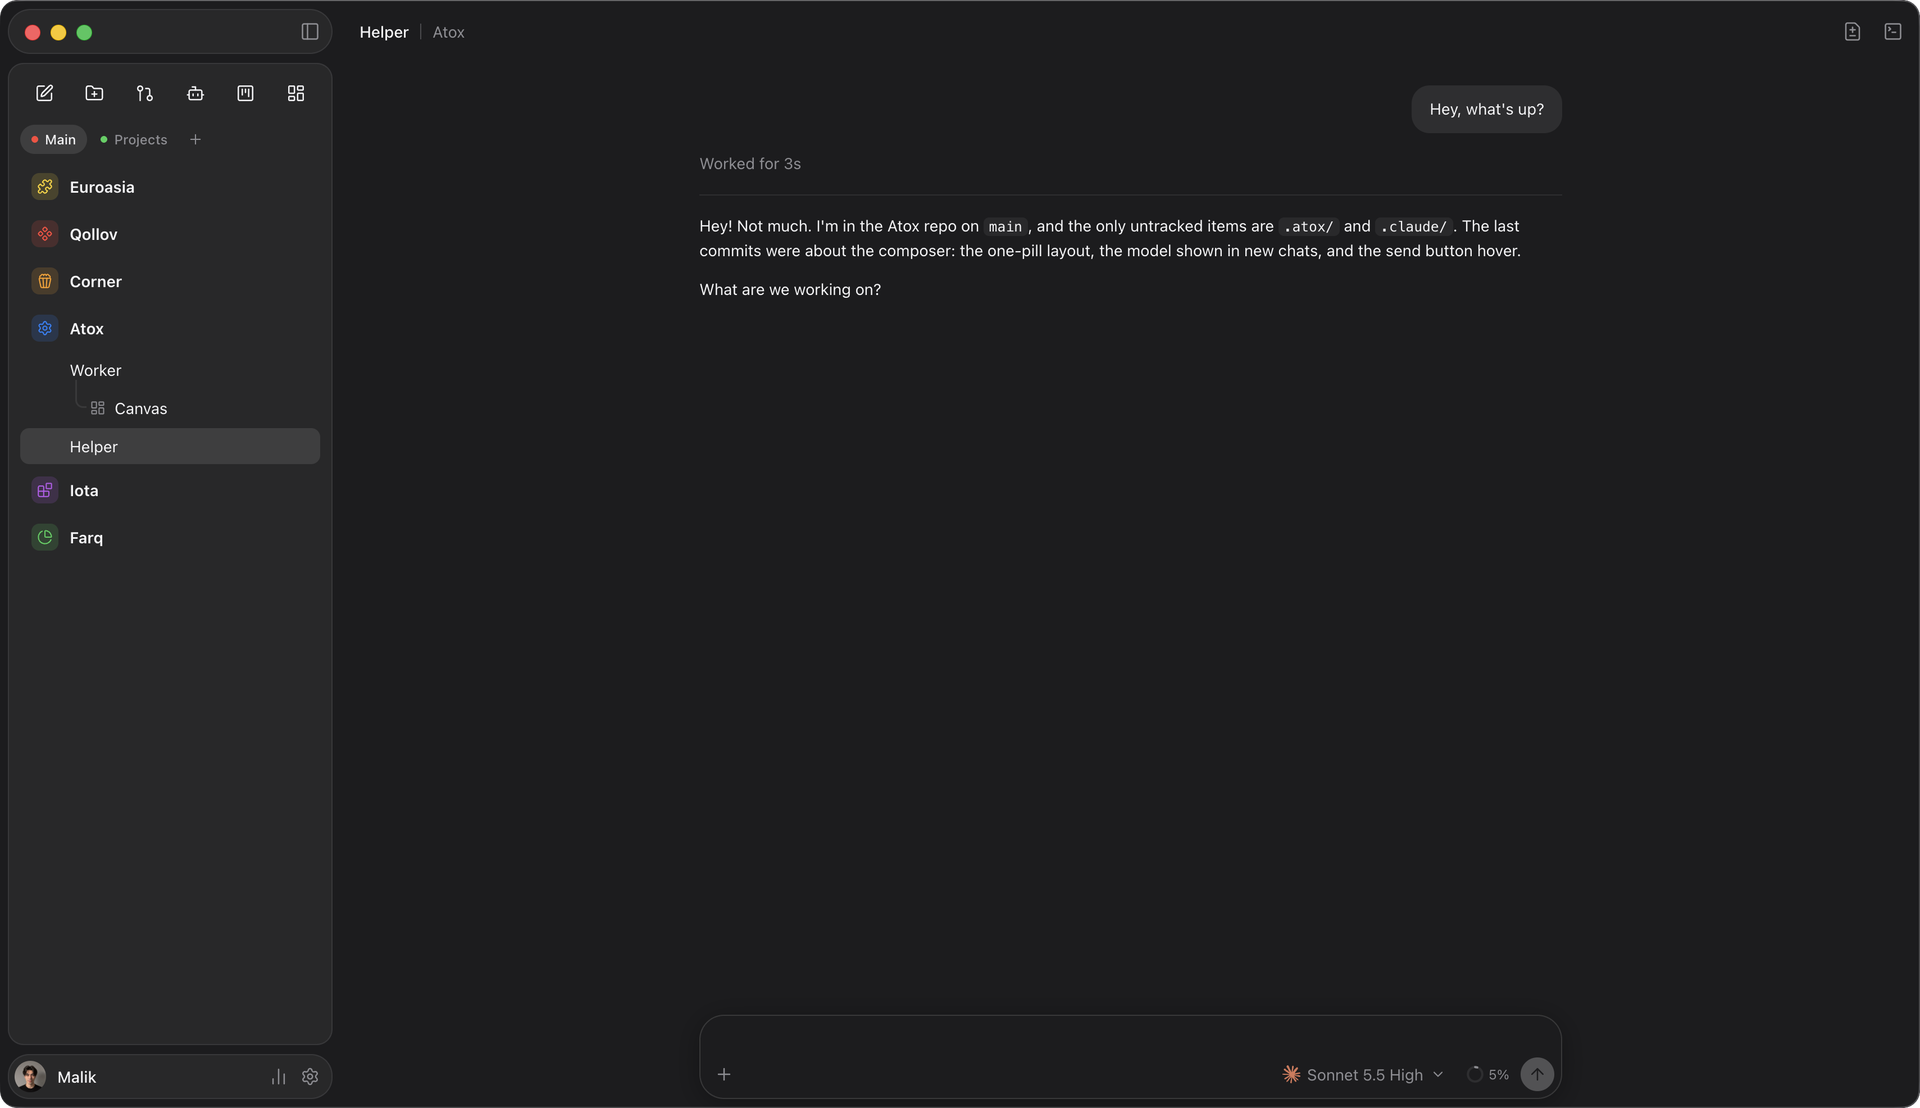 Helper
Atox
Main
Projects
Euroasia
Qollov
Corner
Atox
Worker
Canvas
Helper
Iota
Farq
Malik
Hey, what's up?
Worked for 3s
Hey! Not much. I'm in the Atox repo on main, and the only untracked items are .atox/ and .claude/. The last
commits were about the composer: the one-pill layout, the model shown in new chats, and the send button hover.
What are we working on?
Sonnet 5.5 High
5%